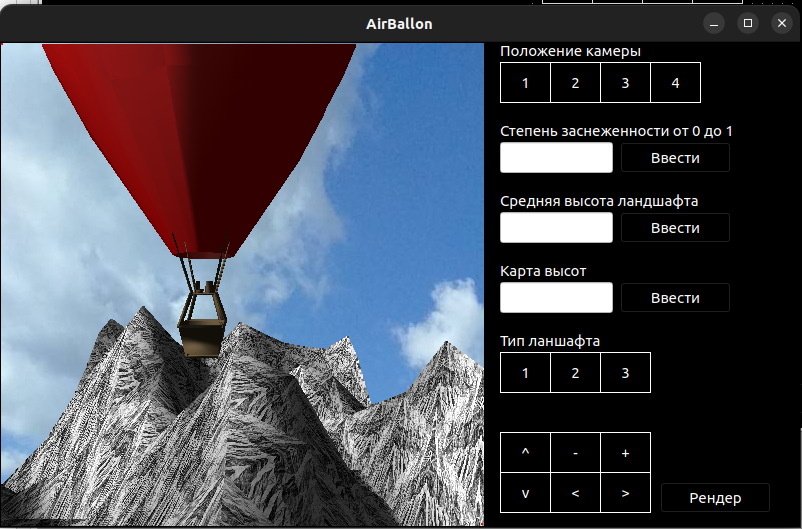 AirBallon
Положение камеры
1 2 3 4
Степень заснеженности от 0 до 1
Ввести
Средняя высота ландшафта
Ввести
Карта высот
Ввести
Тип ланшафта
1 2 3
^ - +
v < >
Рендер